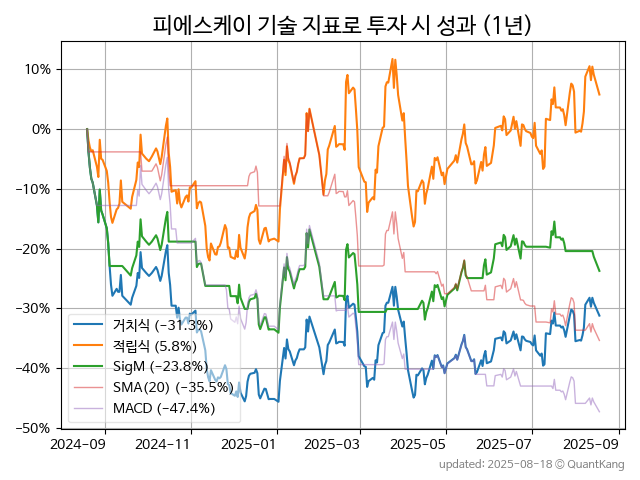 피에스케이 기술 지표로 투자 시 성과 (1년)
10%
0%
−10%
−20%
−30%
−40%
−50%
거치식 (−31.3%)
적립식 (5.8%)
SigM (−23.8%)
SMA(20) (−35.5%)
MACD (−47.4%)
2024-09 2024-11 2025-01 2025-03 2025-05 2025-07 2025-09
updated: 2025-08-18 © QuantKang